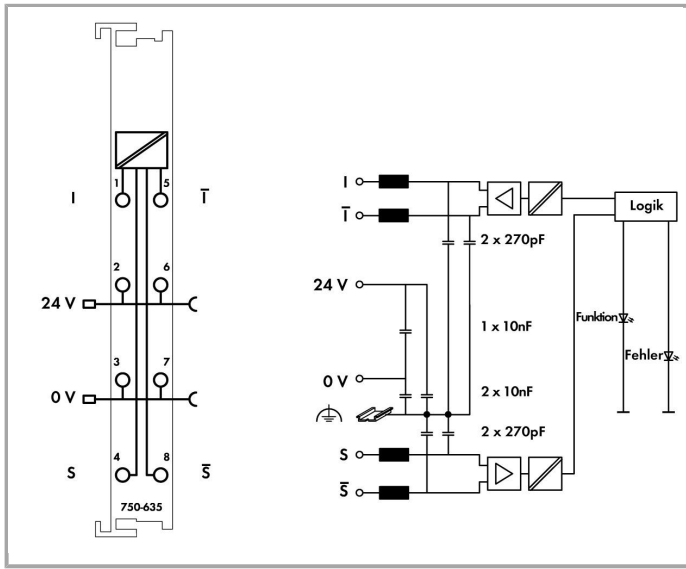 1
5
I
I̅
2
6
24 V
3
7
0 V
4
8
S
S̅
750-635
I
I̅
Logik
2 x 270pF
24 V
Funktion
1 x 10nF
Fehler
0 V
2 x 10nF
2 x 270pF
S
S̅